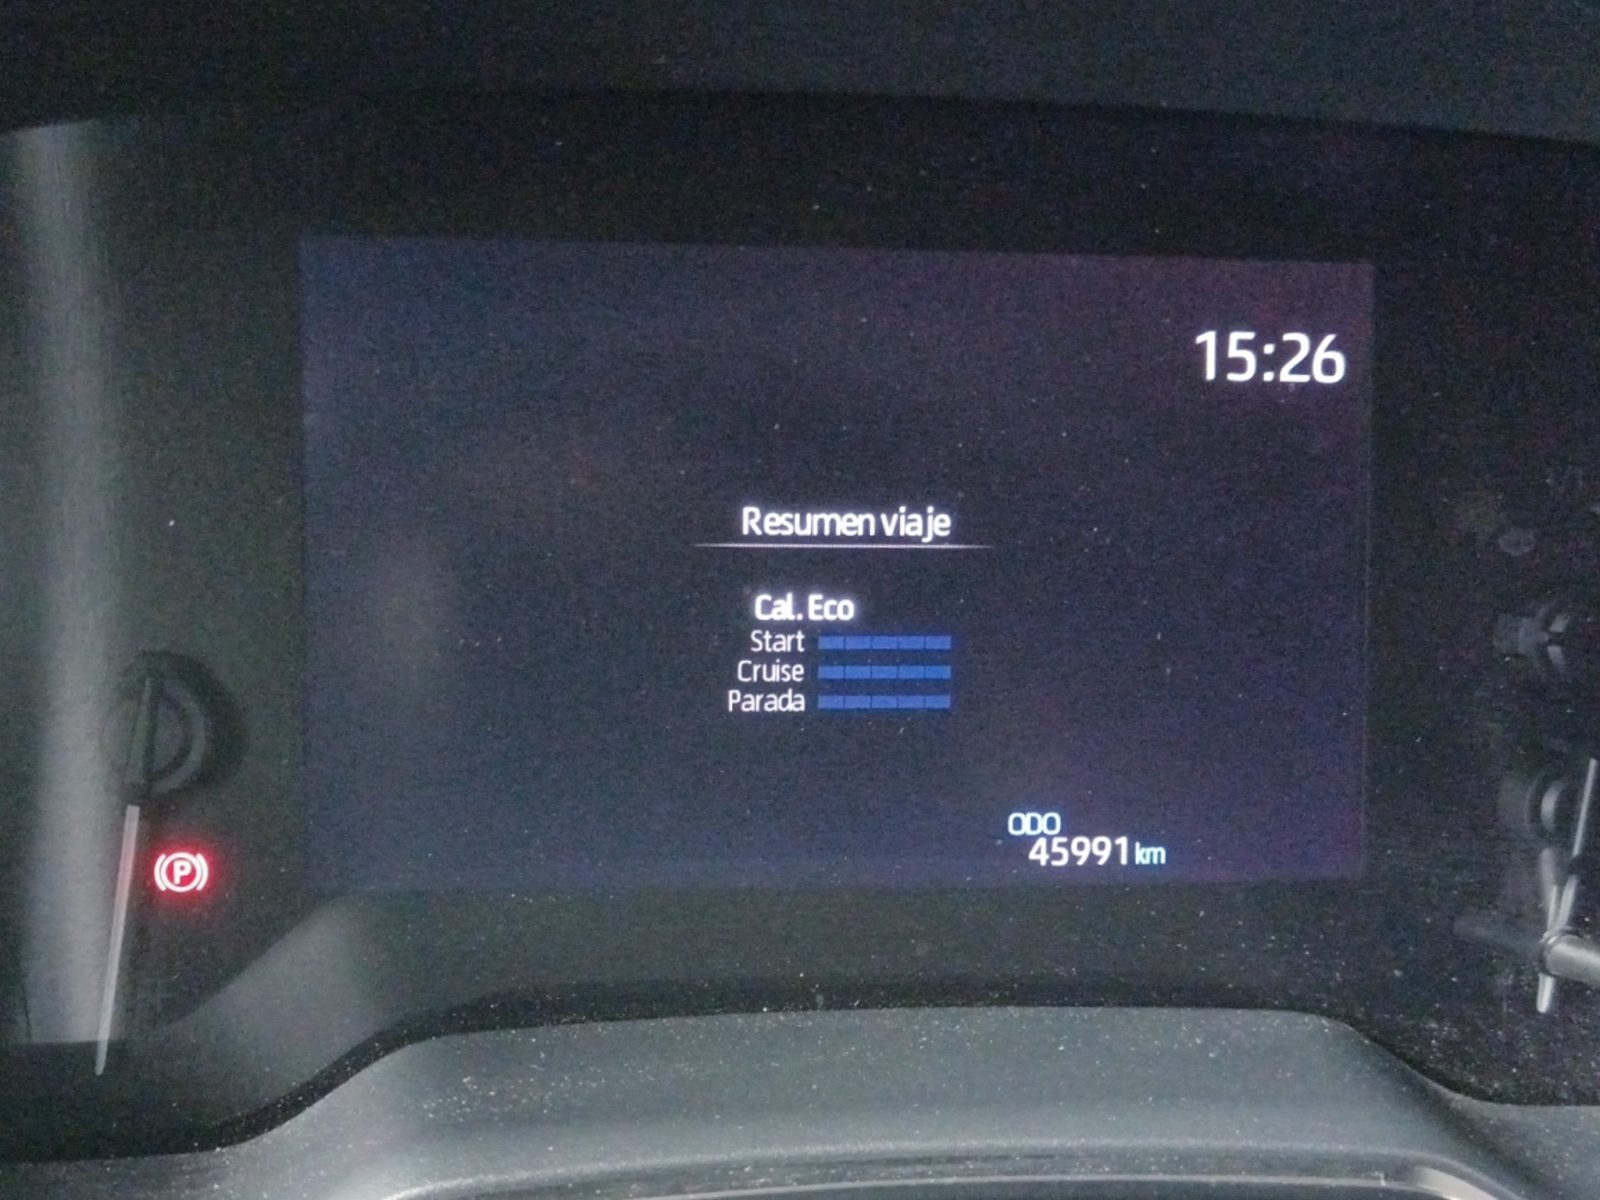 15:26
Resumen viaje
Cal. Eco
Start
Cruise
Parada
ODO
45991 km
P